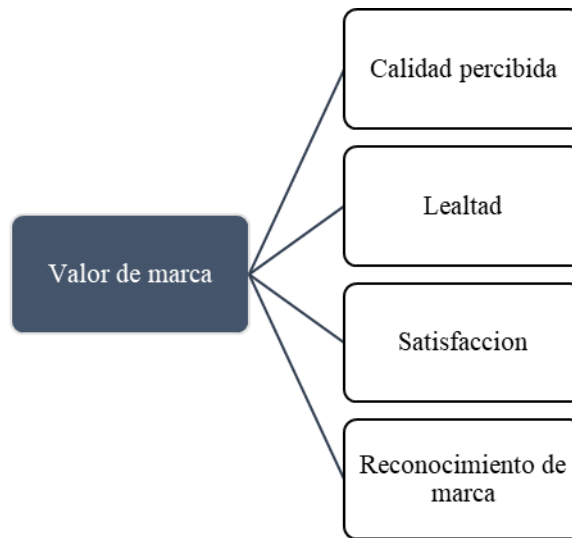 Calidad percibida
Lealtad
Valor de marca
Satisfaccion
Reconocimiento de
marca